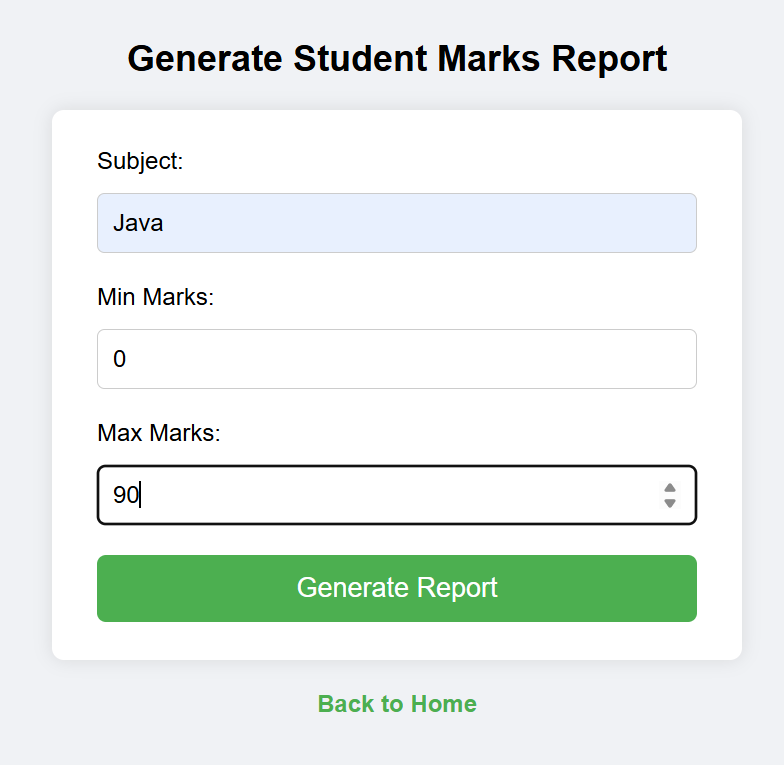 Generate Student Marks Report
Subject:
Java
Min Marks:
0
Max Marks:
90
Generate Report
Back to Home